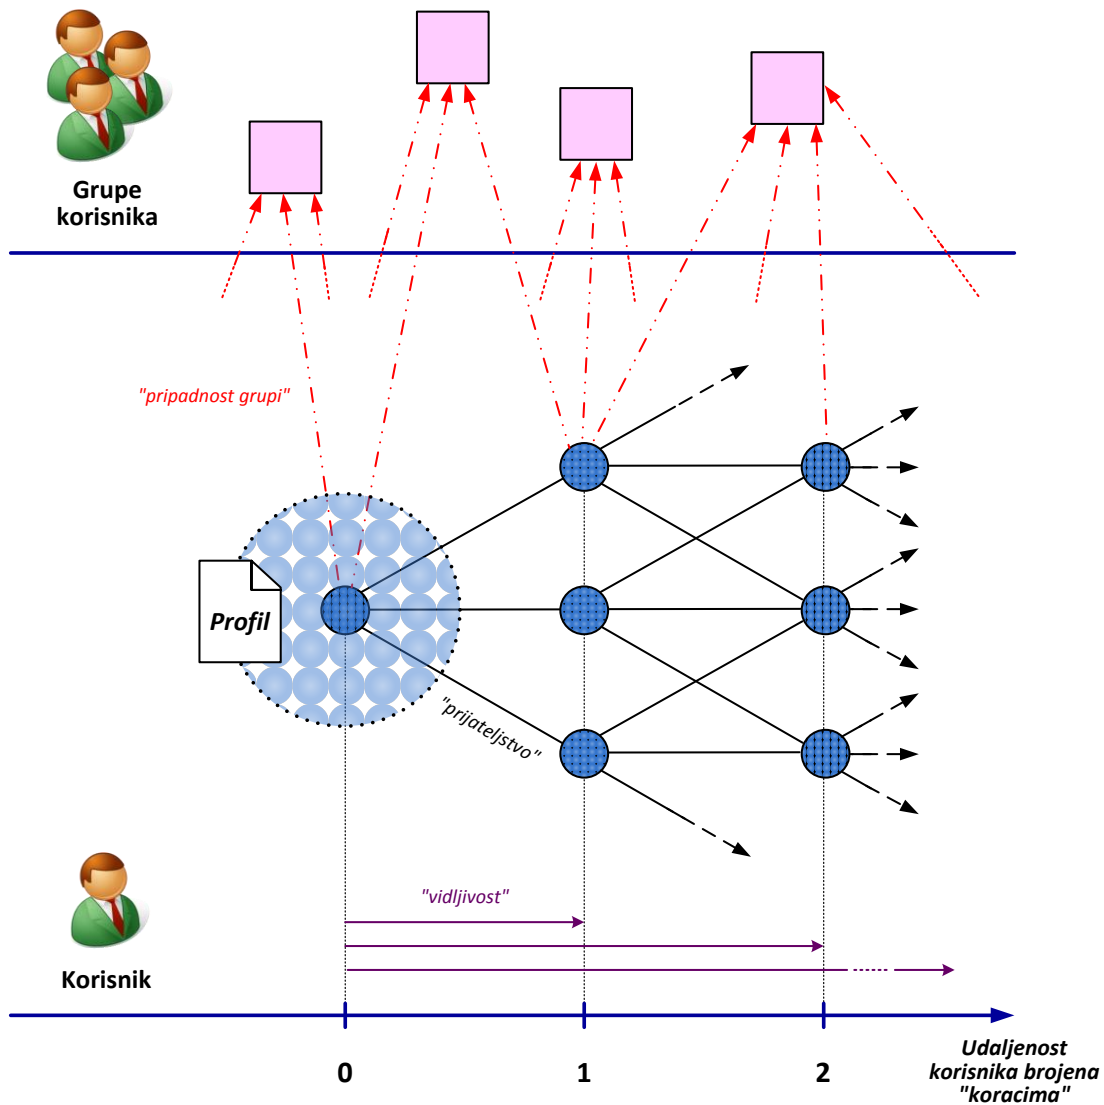 Grupe
korisnika
"pripadnost grupi"
Profil
"prijateljstvo"
"vidljivost"
Korisnik
0
1
2
Udaljenost
korisnika brojena
"koracima"